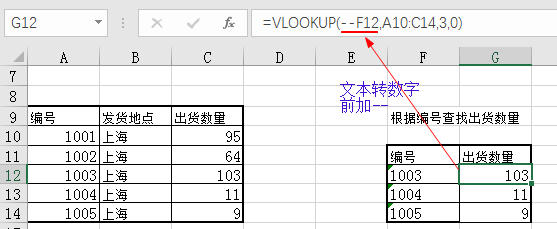 G12 =VLOOKUP(--F12,A10:C14,3,0)
A B C D E F G
7
8 文本转数字
前加--
9 编号 发货地点 出货数量 根据编号查找出货数量
10 1001 上海 95
11 1002 上海 64 编号 出货数量
12 1003 上海 103 1003 103
13 1004 上海 11 1004 11
14 1005 上海 9 1005 9